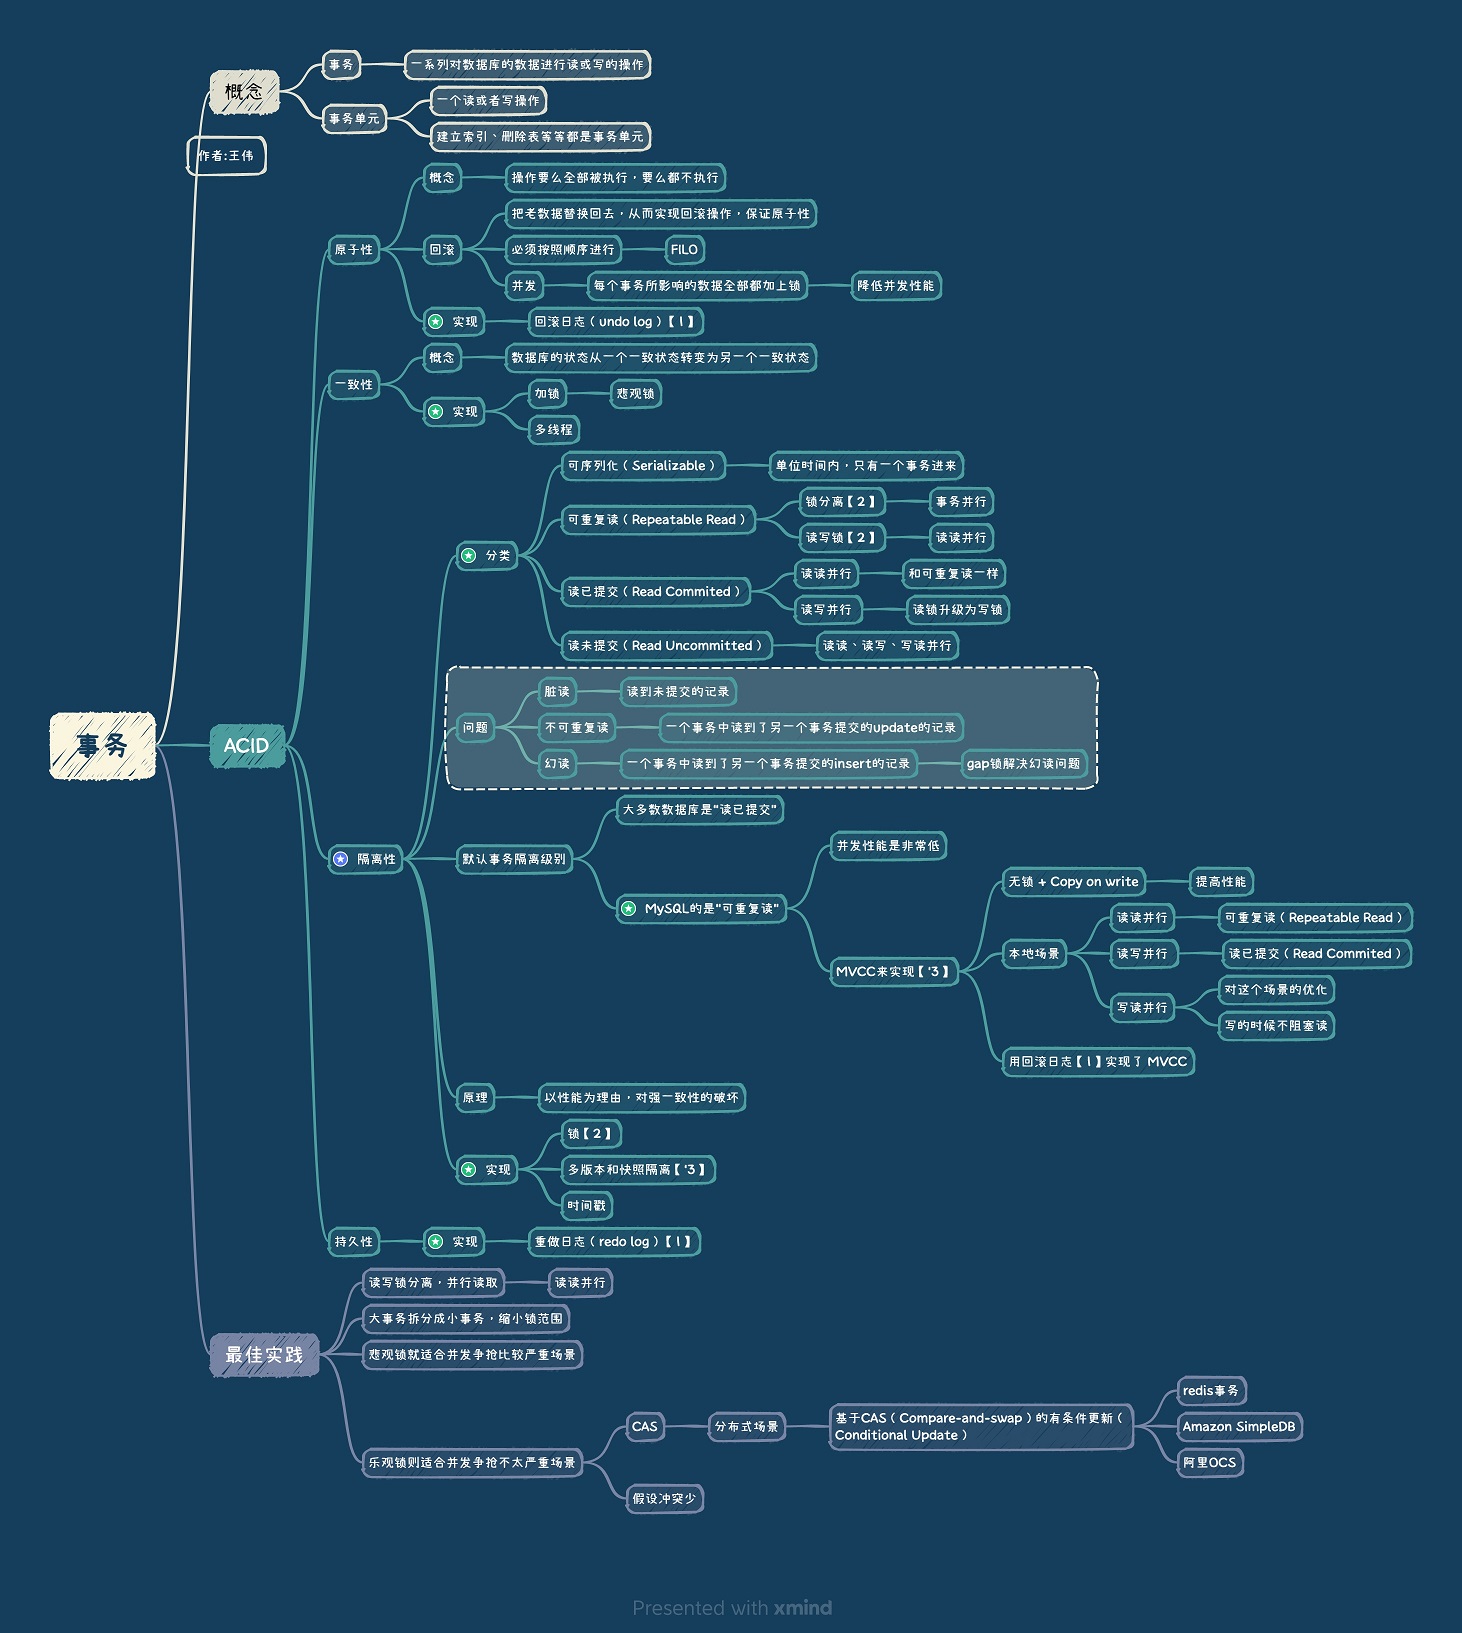 概念
事务
一系列对数据库的数据进行读或写的操作
事务单元
一个读或者写操作
建立索引、删除表等等都是事务单元
作者:王伟
事务
ACID
原子性
概念
操作要么全部被执行，要么都不执行
回滚
把老数据替换回去，从而实现回滚操作，保证原子性
必须按照顺序进行
FILO
并发
每个事务所影响的数据全部都加上锁
降低并发性能
实现
回滚日志（undo log）【1】
一致性
概念
数据库的状态从一个一致状态转变为另一个一致状态
实现
加锁
悲观锁
多线程
隔离性
分类
可序列化（Serializable）
单位时间内，只有一个事务进来
可重复读（Repeatable Read）
锁分离【2】
事务并行
读写锁【2】
读读并行
读已提交（Read Commited）
读读并行
和可重复读一样
读写并行
读锁升级为写锁
读未提交（Read Uncommitted）
读读、读写、写读并行
问题
脏读
读到未提交的记录
不可重复读
一个事务中读到了另一个事务提交的update的记录
幻读
一个事务中读到了另一个事务提交的insert的记录
gap锁解决幻读问题
默认事务隔离级别
大多数数据库是"读已提交"
MySQL的是"可重复读"
并发性能是非常低
MVCC来实现【3】
无锁 + Copy on write
提高性能
本地场景
读读并行
可重复读（Repeatable Read）
读写并行
读已提交（Read Commited）
写读并行
对这个场景的优化
写的时候不阻塞读
用回滚日志【1】实现了 MVCC
原理
以性能为理由，对强一致性的破坏
实现
锁【2】
多版本和快照隔离【3】
时间戳
持久性
实现
重做日志（redo log）【1】
最佳实践
读写锁分离，并行读取
读读并行
大事务拆分成小事务，缩小锁范围
悲观锁就适合并发争抢比较严重场景
乐观锁则适合并发争抢不太严重场景
CAS
分布式场景
基于CAS（Compare-and-swap）的有条件更新（
Conditional Update）
redis事务
Amazon SimpleDB
阿里OCS
假设冲突少
Presented with xmind